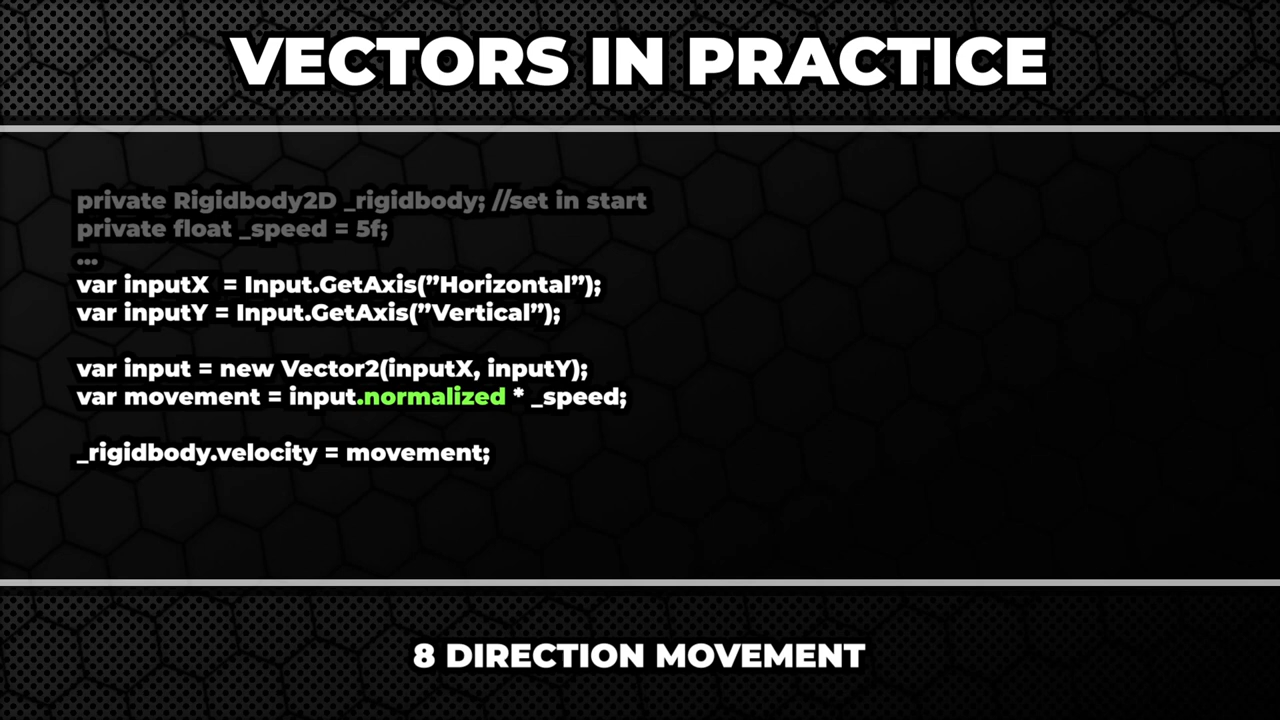 VECTORS IN PRACTICE
private Rigidbody2D _rigidbody; //set in start
private float _speed = 5f;
...
var inputX  = Input.GetAxis(”Horizontal”);
var inputY = Input.GetAxis(”Vertical”);
var input = new Vector2(inputX, inputY);
var movement = input.normalized * _speed;
_rigidbody.velocity = movement;
8 DIRECTION MOVEMENT